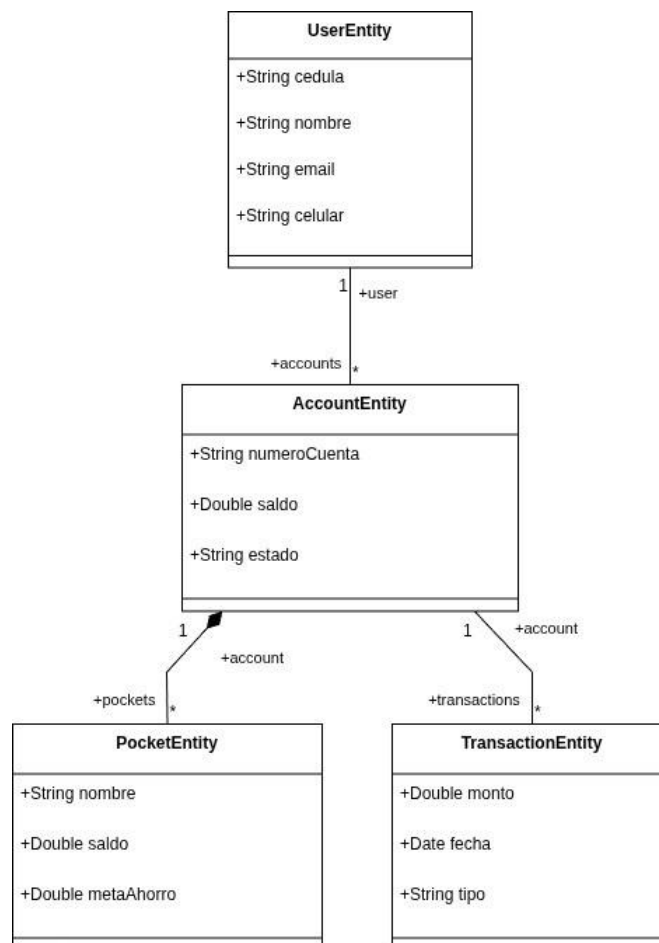 UserEntity
+String cedula
+String nombre
+String email
+String celular
1
+user
+accounts
*
AccountEntity
+String numeroCuenta
+Double saldo
+String estado
1
+account
+pockets
*
1
+account
+transactions
*
PocketEntity
+String nombre
+Double saldo
+Double metaAhorro
TransactionEntity
+Double monto
+Date fecha
+String tipo